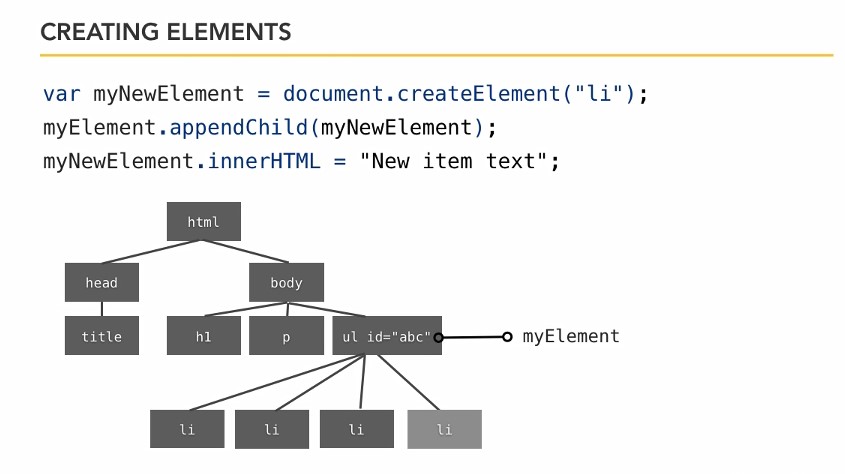 CREATING ELEMENTS
var myNewElement = document.createElement("li");
myElement.appendChild(myNewElement);
myNewElement.innerHTML = "New item text";
html
head body
title h1 p ul id="abc" myElement
li li li li